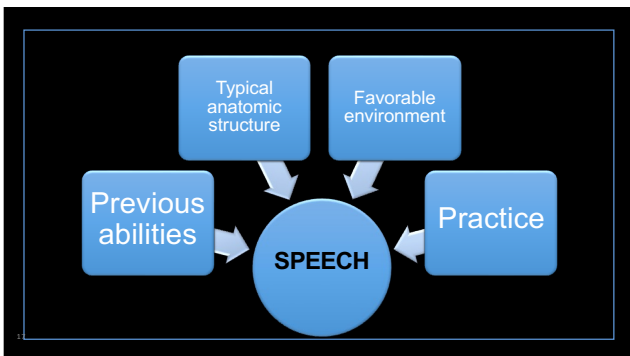 Typical
anatomic
structure
Favorable
environment
Previous
abilities
Practice
SPEECH